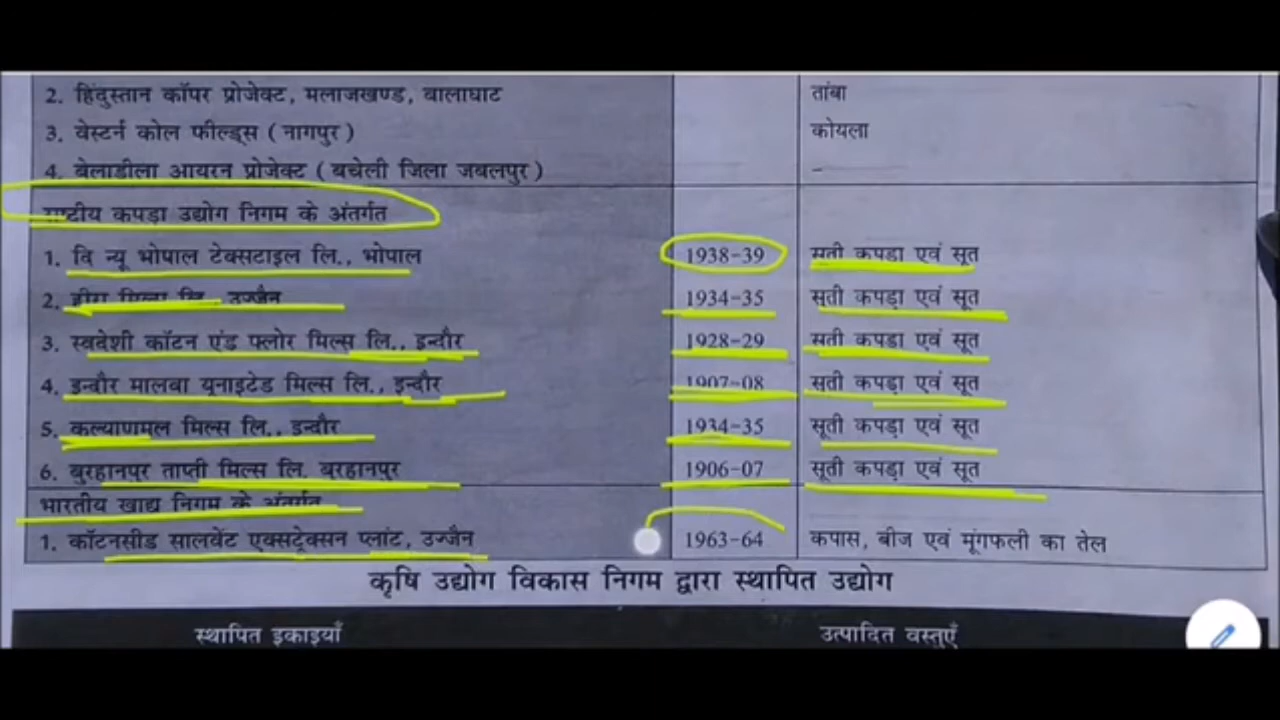 2. हिंदुस्तान कॉपर प्रोजेक्ट, मलाजखण्ड, बालाघाट तांबा
3. वेस्टर्न कोल फील्ड्स (नागपुर) कोयला
4. बेलाडीला आयरन प्रोजेक्ट (बचेली जिला जबलपुर)
राष्टीय कपड़ा उद्योग निगम के अंतर्गत
1. वि न्यू भोपाल टेक्सटाइल लि., भोपाल 1938-39 सूती कपड़ा एवं सूत
2. हीरा मिल्स लि., उज्जैन 1934-35 सूती कपड़ा एवं सूत
3. स्वदेशी कॉटन एंड फ्लोर मिल्स लि., इन्दौर 1928-29 सूती कपड़ा एवं सूत
4. इन्दौर मालवा यूनाइटेड मिल्स लि., इन्दौर 1907-08 सूती कपड़ा एवं सूत
5. कल्याणमल मिल्स लि., इन्दौर 1934-35 सूती कपड़ा एवं सूत
6. बुरहानपुर ताप्ती मिल्स लि. बुरहानपुर 1906-07 सूती कपड़ा एवं सूत
भारतीय खाद्य निगम के अंतर्गत
1. कॉटनसीड सालवेंट एक्सट्रेक्सन प्लांट, उज्जैन 1963-64 कपास, बीज एवं मूंगफली का तेल
कृषि उद्योग विकास निगम द्वारा स्थापित उद्योग
स्थापित इकाइयाँ उत्पादित वस्तुएँ